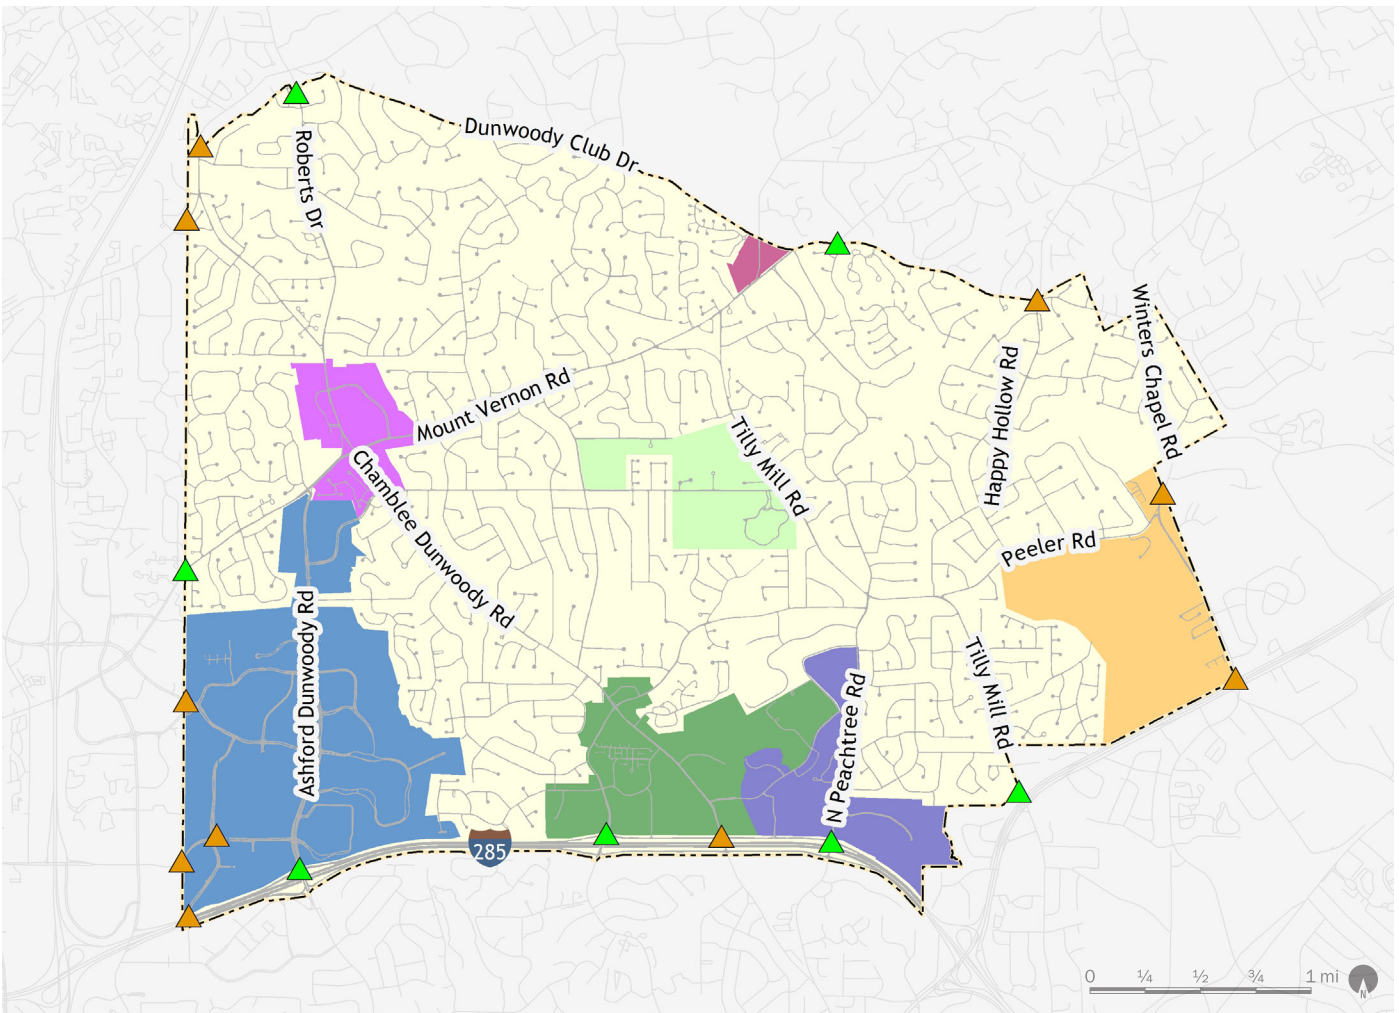 Dunwoody Club Dr
Roberts Dr
Winters Chapel Rd
Mount Vernon Rd
Happy Hollow Rd
Tilly Mill Rd
Chamblee Dunwoody Rd
Peeler Rd
Ashford Dunwoody Rd
Tilly Mill Rd
N Peachtree Rd
285
0 ¼ ½ ¾ 1 mi
N